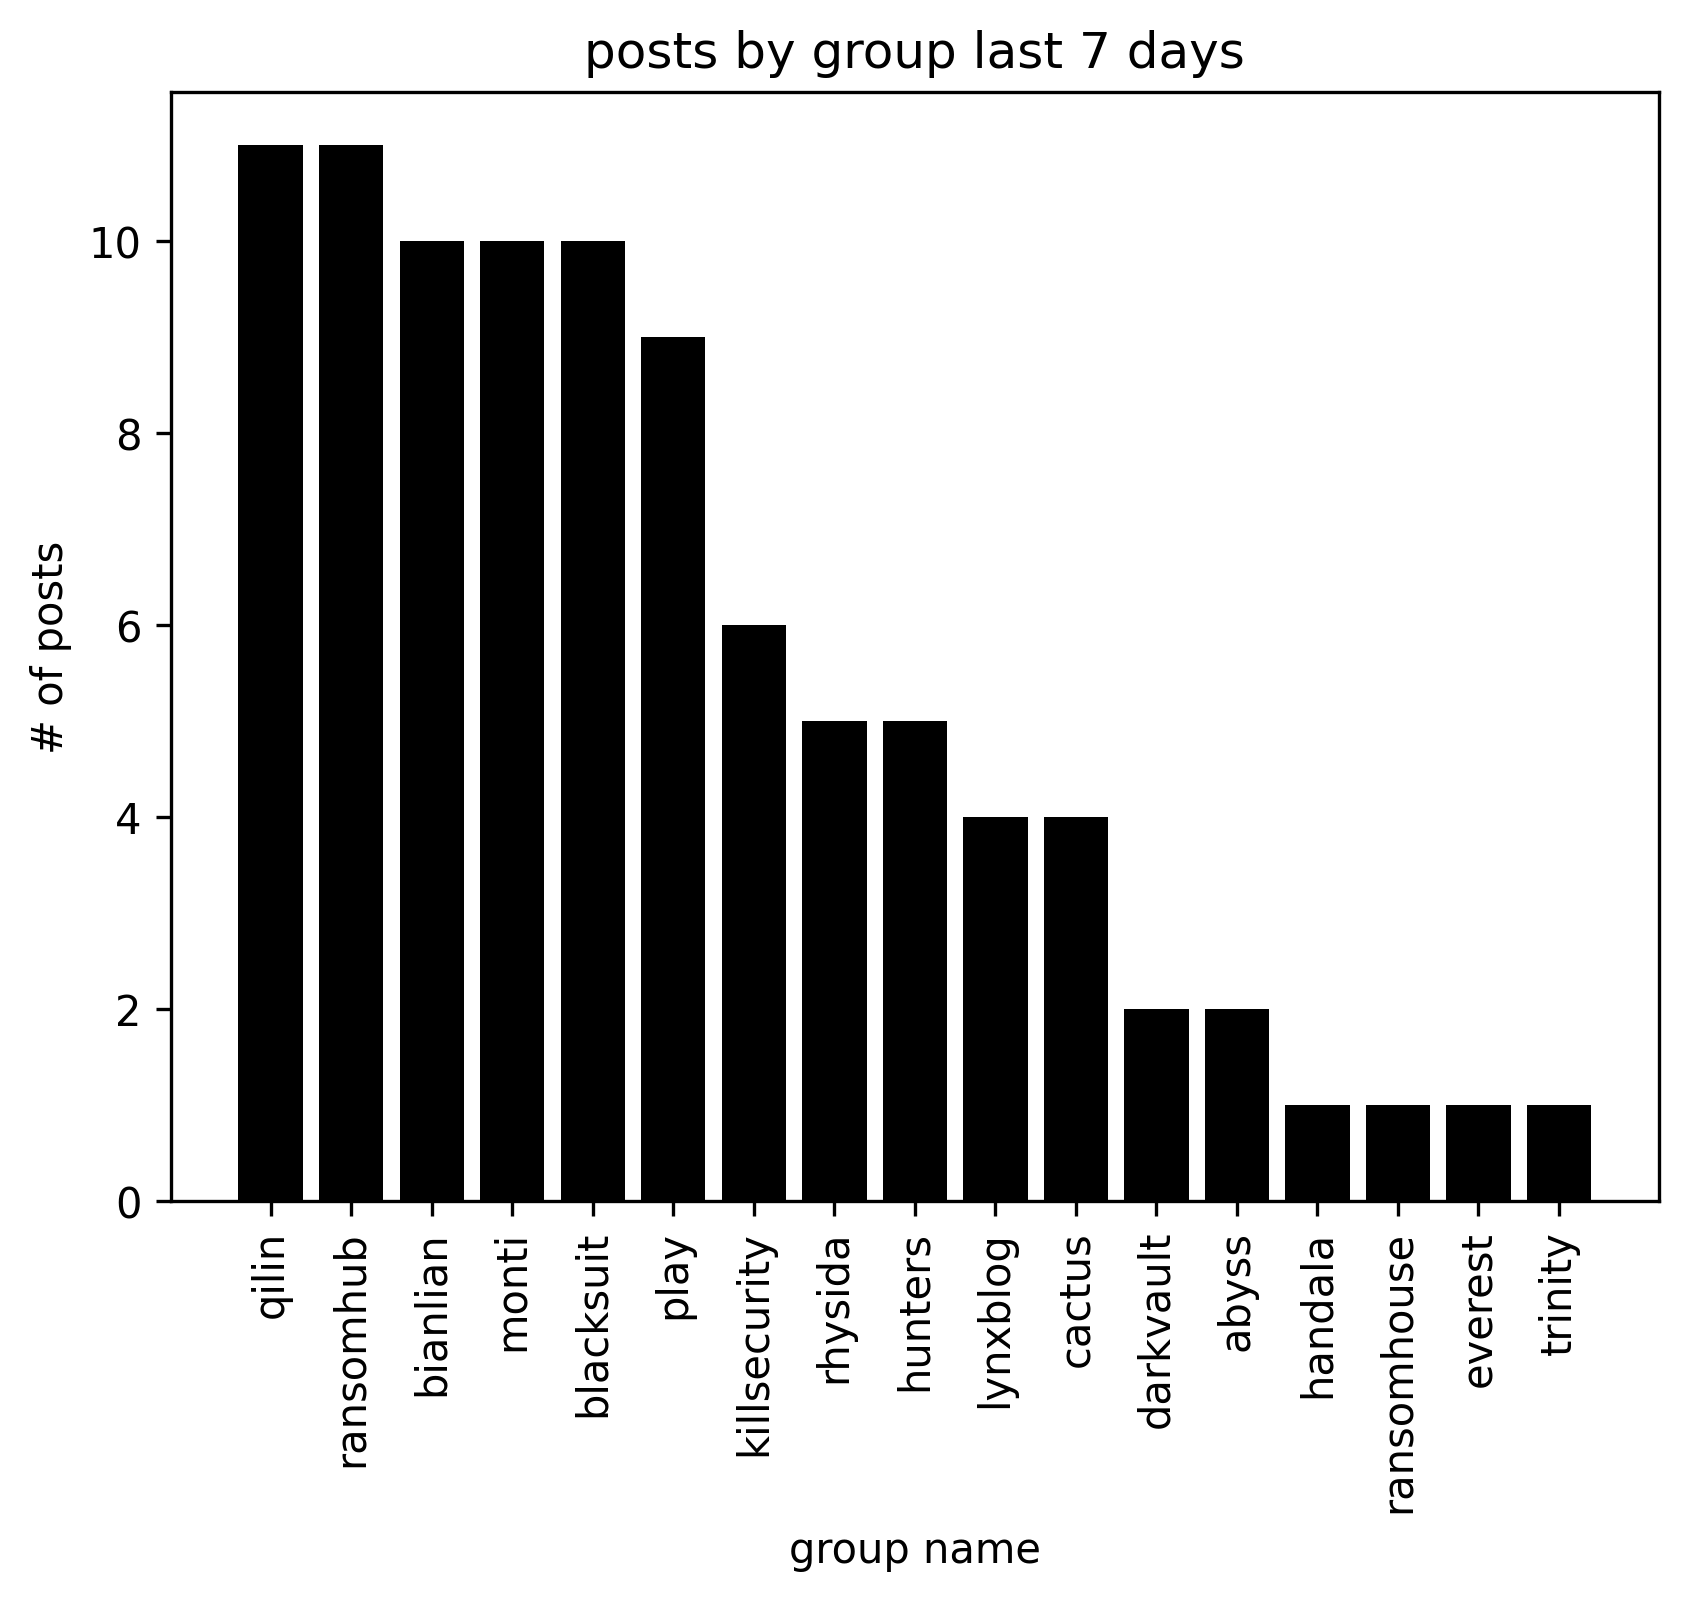 posts by group last 7 days
# of posts
10
8
6
4
2
0
qilin
ransomhub
bianlian
monti
blacksuit
play
killsecurity
rhysida
hunters
lynxblog
cactus
darkvault
abyss
handala
ransomhouse
everest
trinity
group name